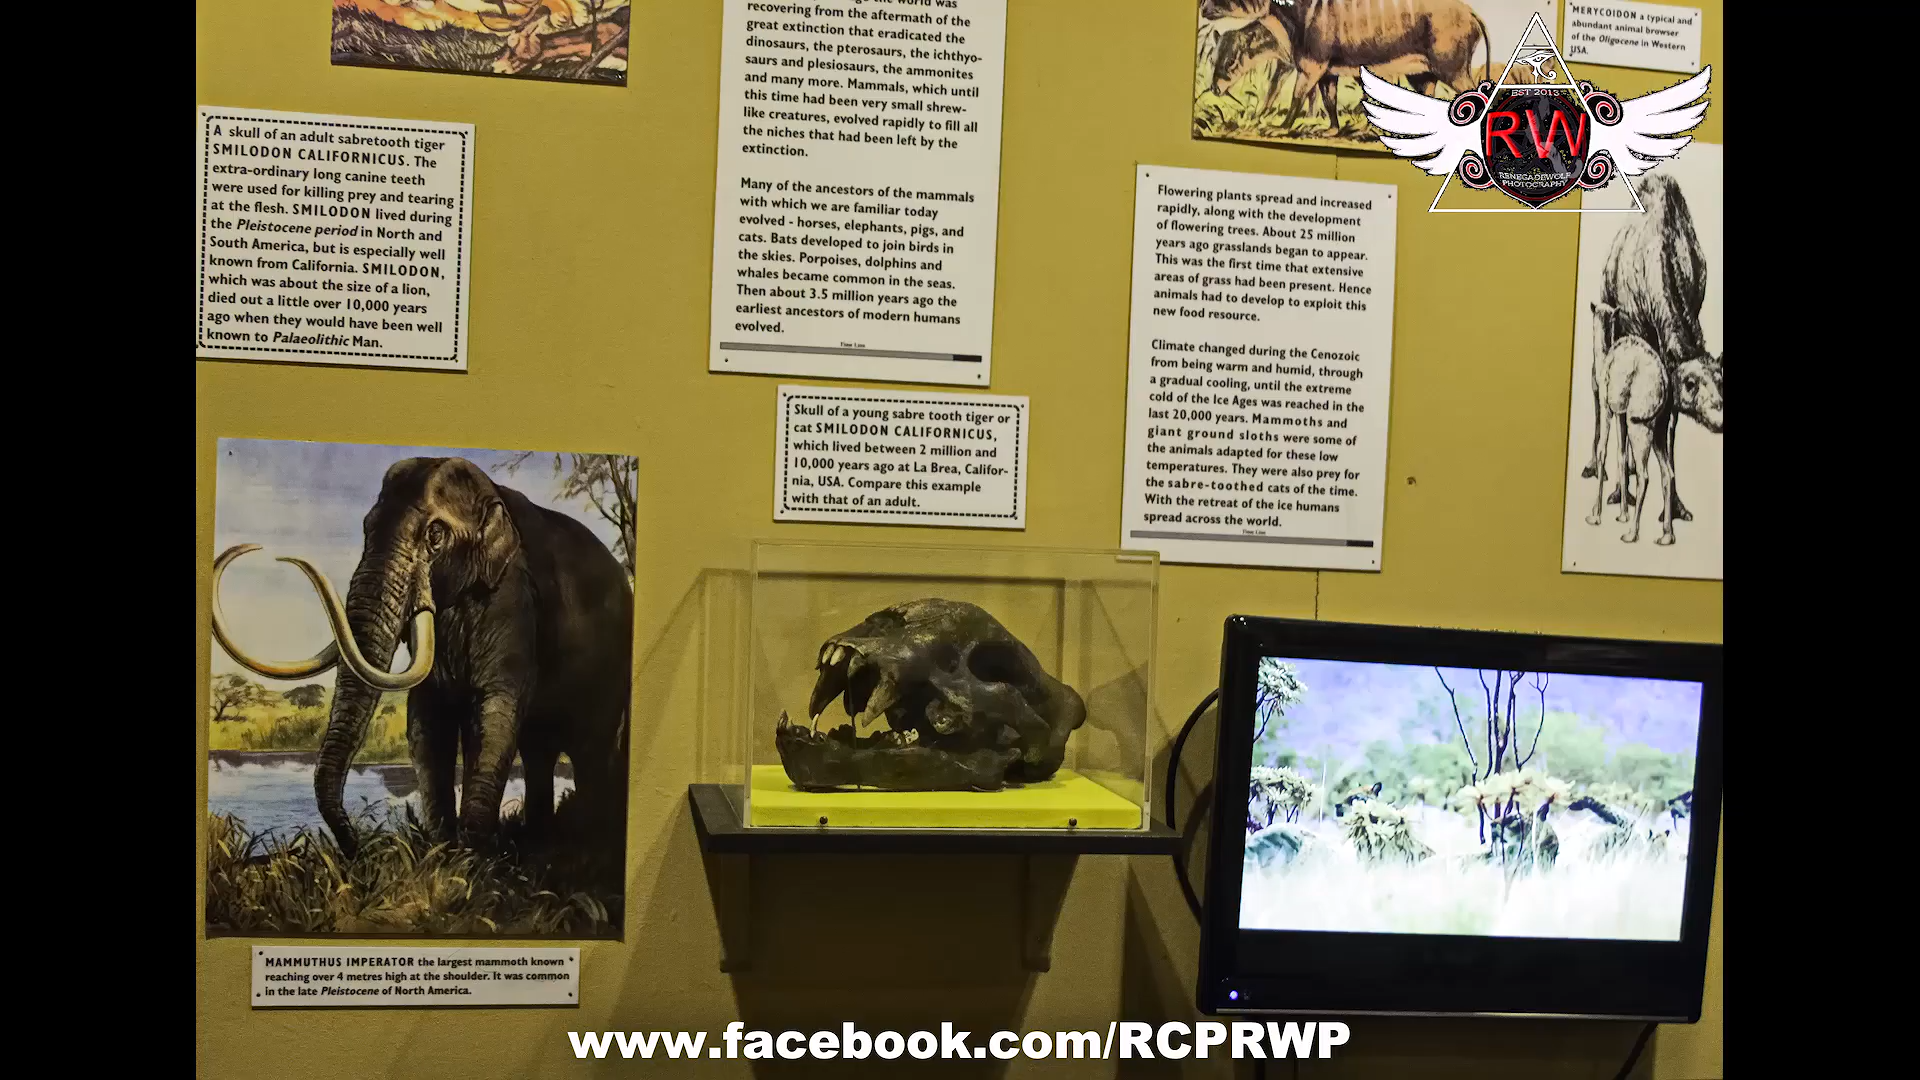 A skull of an adult sabretooth tiger
SMILODON CALIFORNICUS. The
extra-ordinary long canine teeth
were used for killing prey and tearing
at the flesh. SMILODON lived during
the Pleistocene period in North and
South America, but is especially well
known from California. SMILODON,
which was about the size of a lion,
died out a little over 10,000 years
ago when they would have been well
known to Palaeolithic Man.
the world was
recovering from the aftermath of the
great extinction that eradicated the
dinosaurs, the pterosaurs, the ichthyo-
saurs and plesiosaurs, the ammonites
and many more. Mammals, which until
this time had been very small shrew-
like creatures, evolved rapidly to fill all
the niches that had been left by the
extinction.
Many of the ancestors of the mammals
with which we are familiar today
evolved - horses, elephants, pigs, and
cats. Bats developed to join birds in
the skies. Porpoises, dolphins and
whales became common in the seas.
Then about 3.5 million years ago the
earliest ancestors of modern humans
evolved.
Time Line
Skull of a young sabre tooth tiger or
cat SMILODON CALIFORNICUS,
which lived between 2 million and
10,000 years ago at La Brea, Califor-
nia, USA. Compare this example
with that of an adult.
Flowering plants spread and increased
rapidly, along with the development
of flowering trees. About 25 million
years ago grasslands began to appear.
This was the first time that extensive
areas of grass had been present. Hence
animals had to develop to exploit this
new food resource.
Climate changed during the Cenozoic
from being warm and humid, through
a gradual cooling, until the extreme
cold of the Ice Ages was reached in the
last 20,000 years. Mammoths and
giant ground sloths were some of
the animals adapted for these low
temperatures. They were also prey for
the sabre-toothed cats of the time.
With the retreat of the ice humans
spread across the world.
Time Line
MERYCOIDON a typical and
abundant animal browser
of the Oligocene in Western
USA.
EST 2013
RW
RENEGADEWOLF
PHOTOGRAPHY
MAMMUTHUS IMPERATOR the largest mammoth known
reaching over 4 metres high at the shoulder. It was common
in the late Pleistocene of North America.
www.facebook.com/RCPRWP